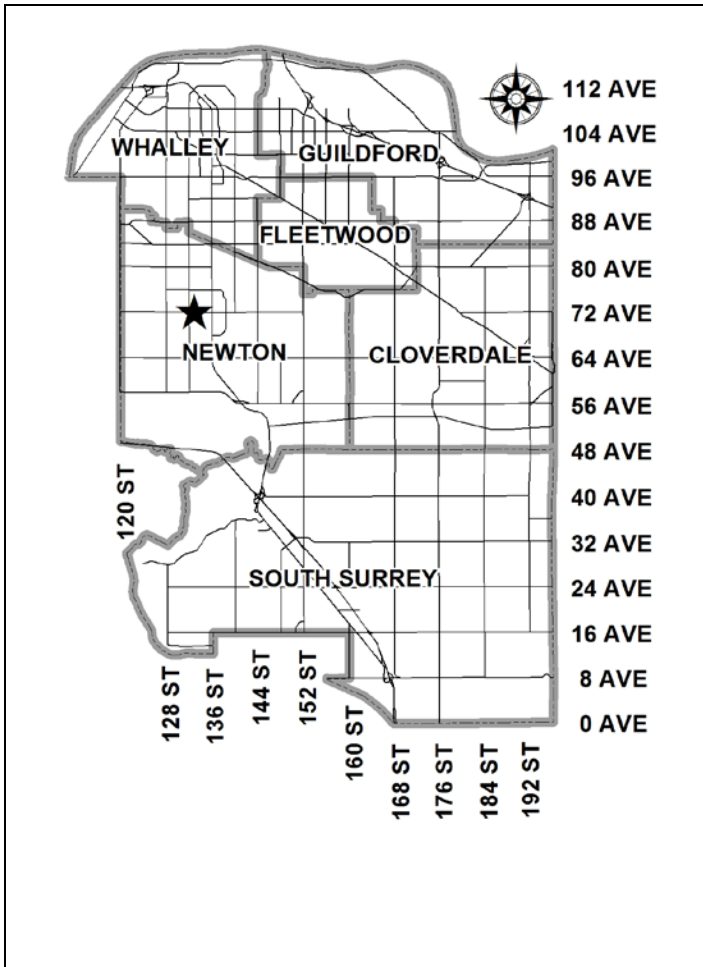 112 AVE
104 AVE
WHALLEY
GUILDFORD
96 AVE
88 AVE
FLEETWOOD
80 AVE
72 AVE
NEWTON
CLOVERDALE
64 AVE
56 AVE
48 AVE
120 ST
40 AVE
32 AVE
SOUTH SURREY
24 AVE
16 AVE
8 AVE
0 AVE
128 ST
136 ST
144 ST
152 ST
160 ST
168 ST
176 ST
184 ST
192 ST